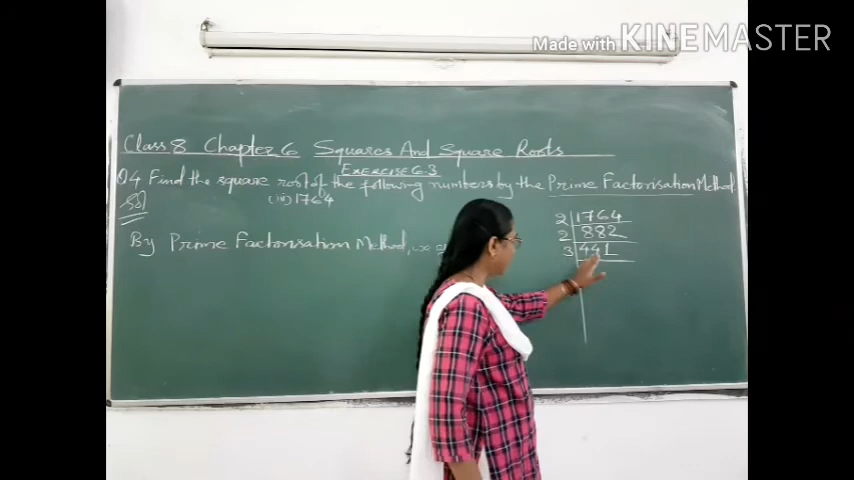 Made with KINEMASTER
Class 8 Chapter 6 Squares And Square Roots
EXERCISE 6.3
Q4 Find the square root of the following numbers by the Prime Factorisation Method.
(iii) 1764
Sol
By Prime Factorisation Method, we
2 1764
2 882
3 441